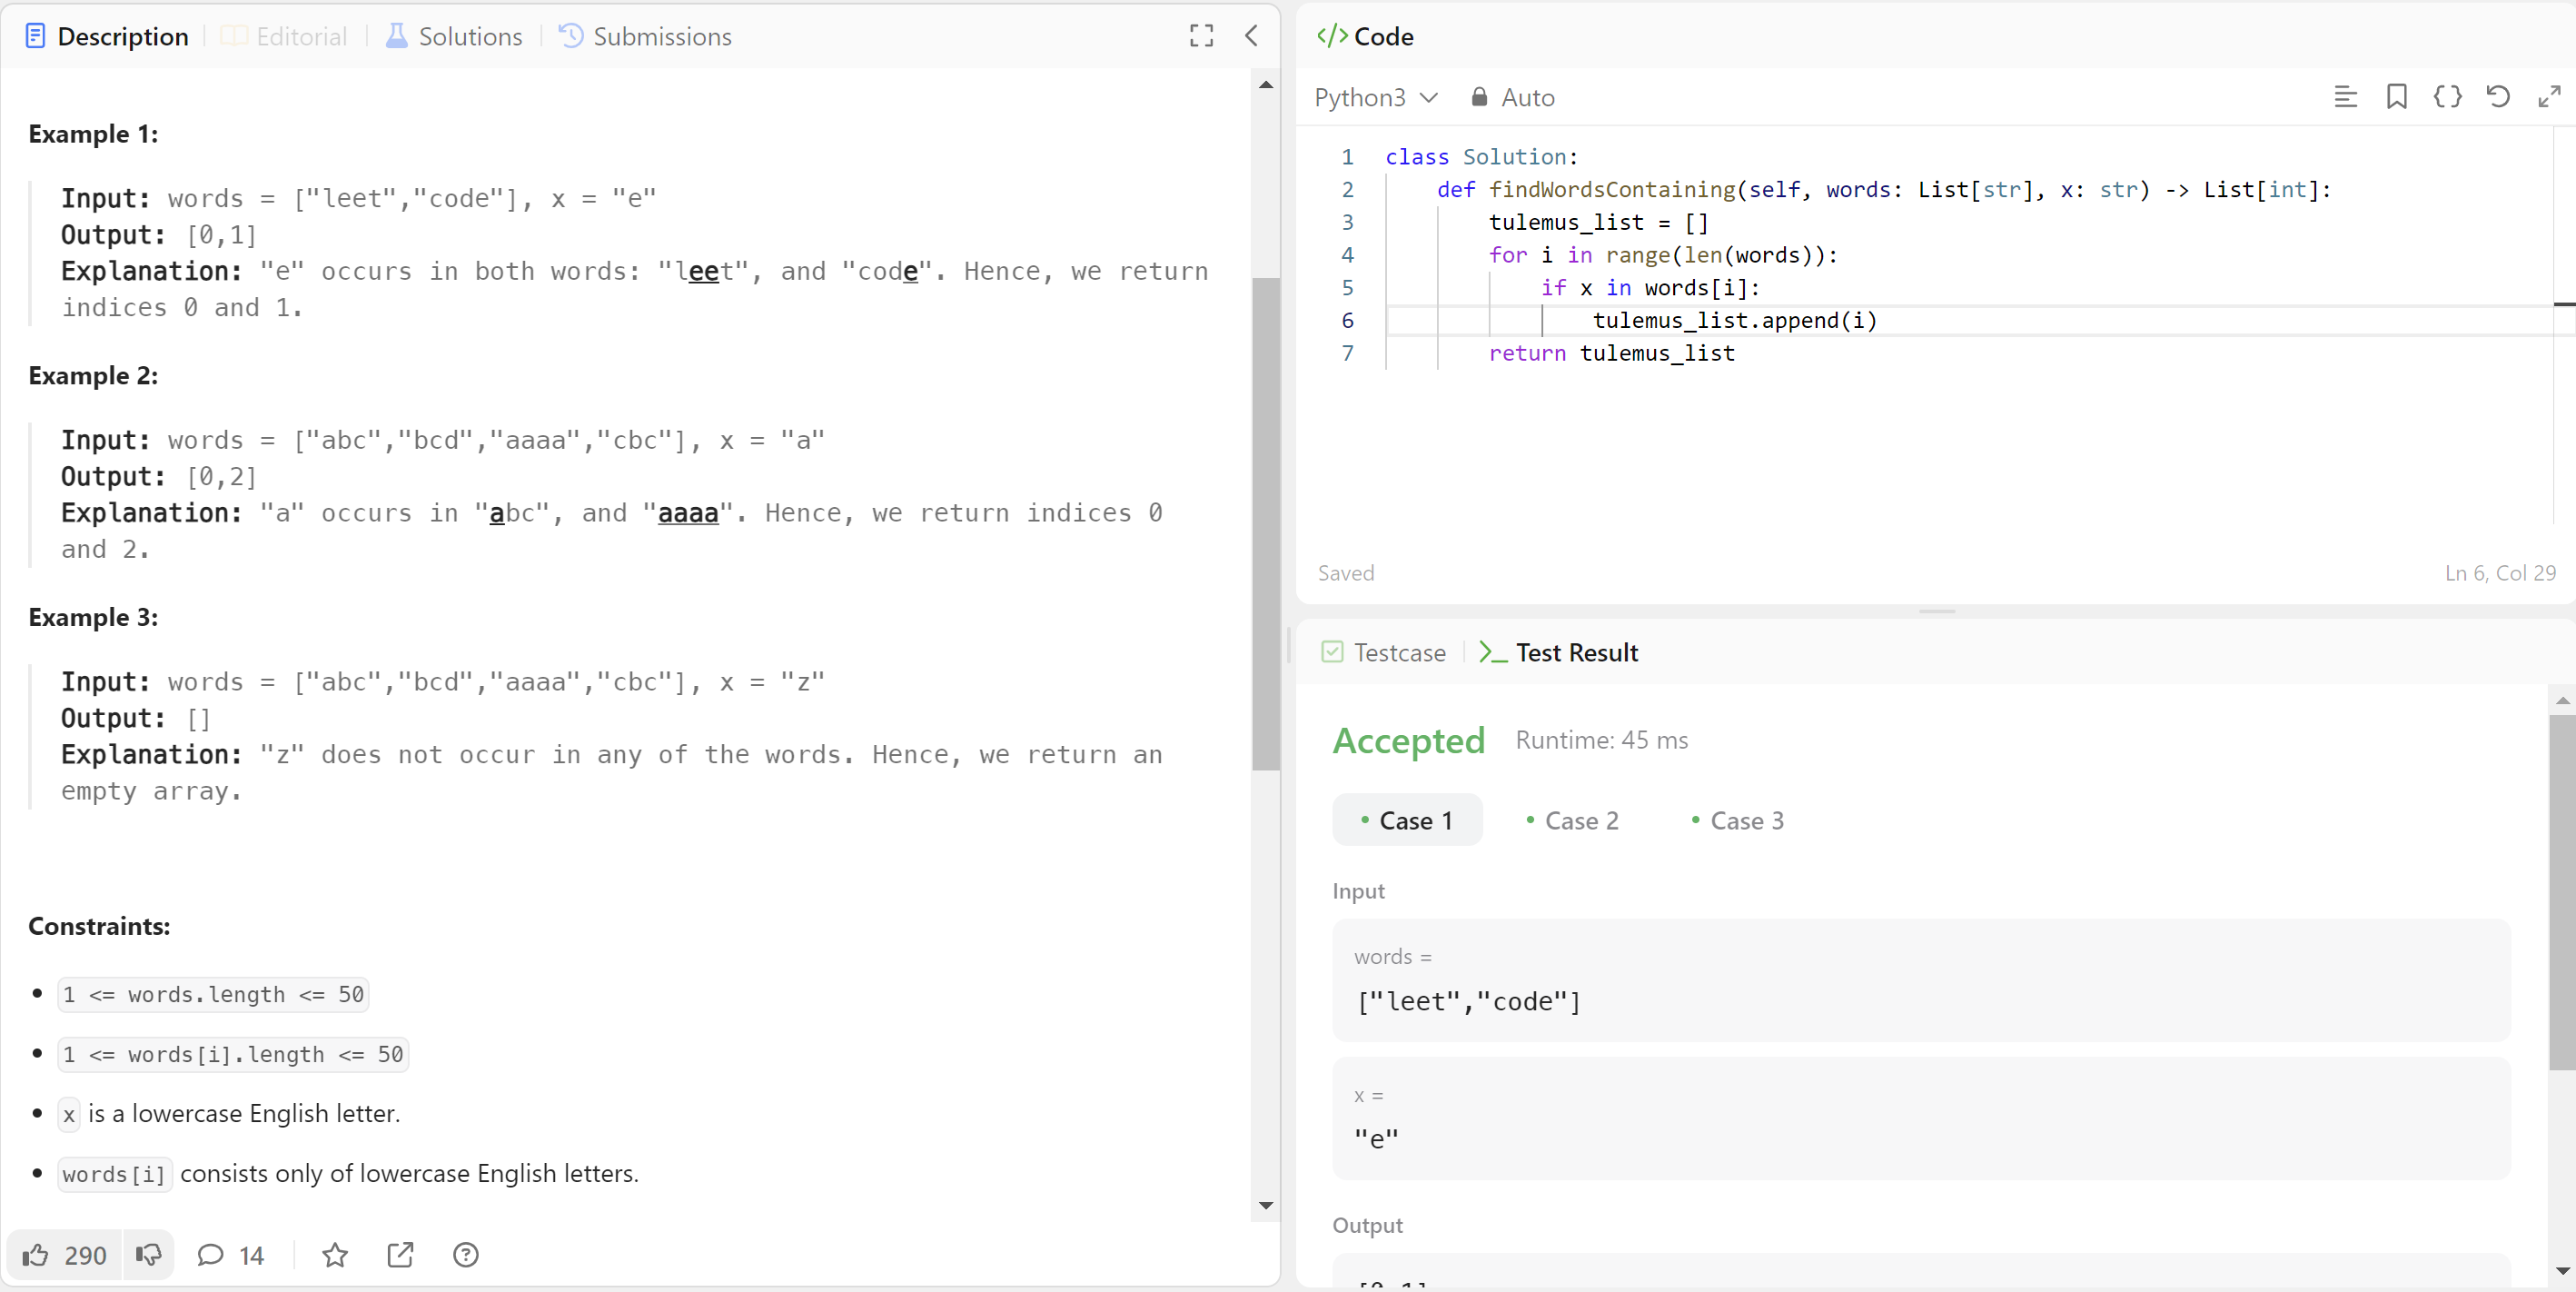 Description Editorial Solutions Submissions
Example 1:
Input: words = ["leet","code"], x = "e"
Output: [0,1]
Explanation: "e" occurs in both words: "leet", and "code". Hence, we return
indices 0 and 1.
Example 2:
Input: words = ["abc","bcd","aaaa","cbc"], x = "a"
Output: [0,2]
Explanation: "a" occurs in "abc", and "aaaa". Hence, we return indices 0
and 2.
Example 3:
Input: words = ["abc","bcd","aaaa","cbc"], x = "z"
Output: []
Explanation: "z" does not occur in any of the words. Hence, we return an
empty array.
Constraints:
• 1 <= words.length <= 50
• 1 <= words[i].length <= 50
• x is a lowercase English letter.
• words[i] consists only of lowercase English letters.
290 14
</> Code
Python3 Auto
1 class Solution:
2     def findWordsContaining(self, words: List[str], x: str) -> List[int]:
3         tulemus_list = []
4         for i in range(len(words)):
5             if x in words[i]:
6                 tulemus_list.append(i)
7         return tulemus_list
Saved Ln 6, Col 29
Testcase >_ Test Result
Accepted Runtime: 45 ms
• Case 1 • Case 2 • Case 3
Input
words =
["leet","code"]
x =
"e"
Output
[0,1]